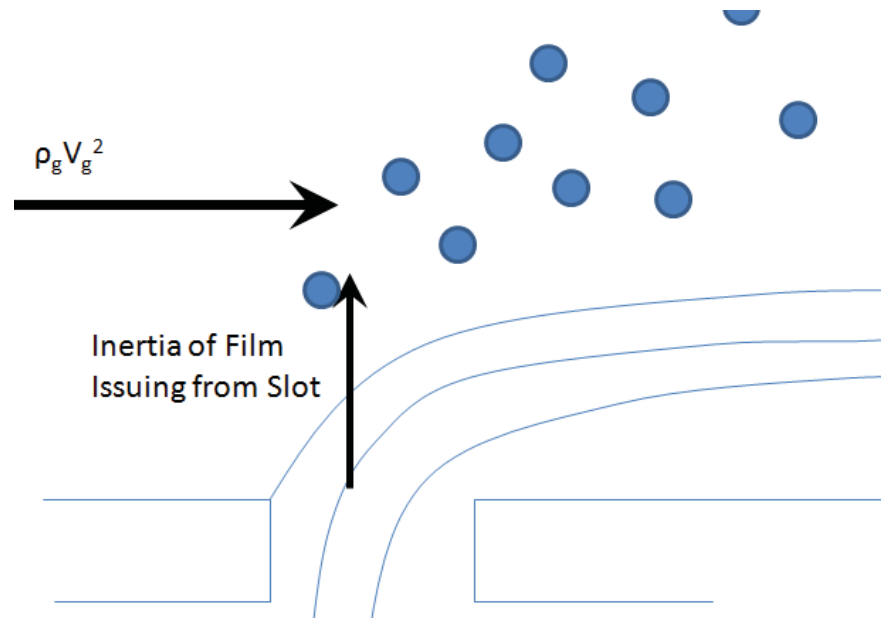 ρgVg²
Inertia of Film
Issuing from Slot